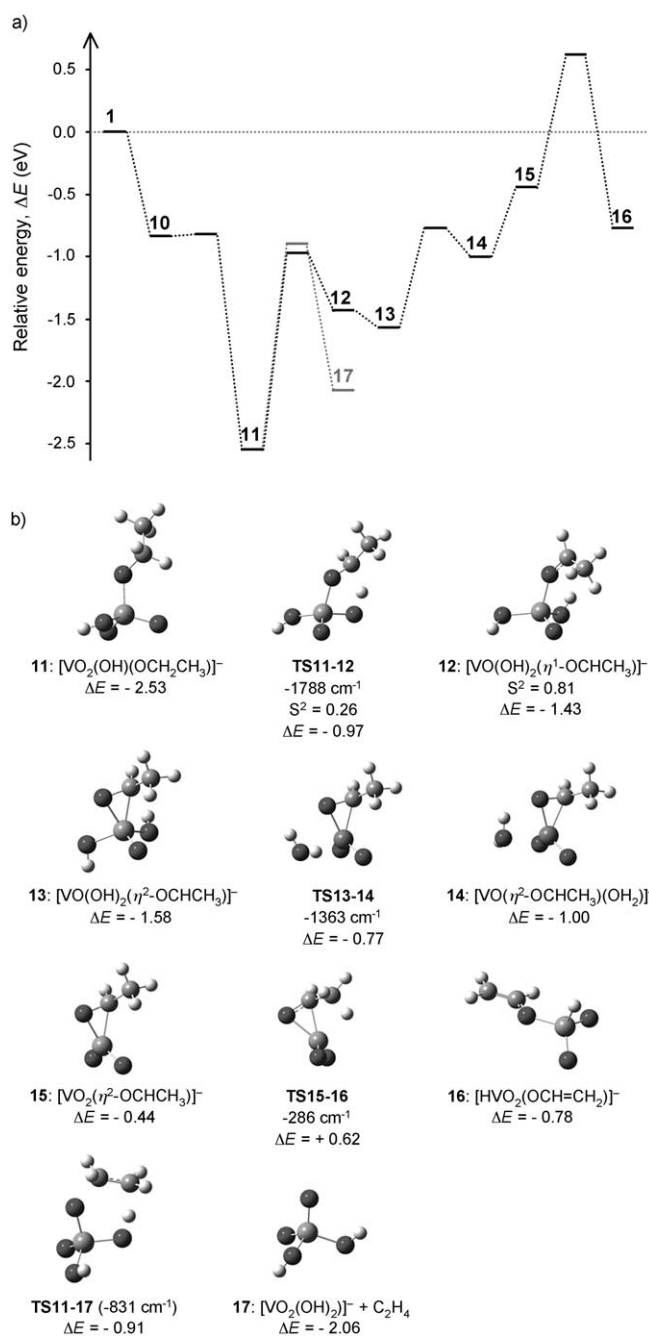 a)
Relative energy, ΔE (eV)
0.5
0.0
-0.5
-1.0
-1.5
-2.0
-2.5
1
10
11
12
17
13
14
15
16
b)
11: [VO₂(OH)(OCH₂CH₃)]⁻
ΔE = - 2.53
TS11-12
-1788 cm⁻¹
S² = 0.26
ΔE = - 0.97
12: [VO(OH)₂(η¹-OCHCH₃)]⁻
S² = 0.81
ΔE = - 1.43
13: [VO(OH)₂(η²-OCHCH₃)]⁻
ΔE = - 1.58
TS13-14
-1363 cm⁻¹
ΔE = - 0.77
14: [VO(η²-OCHCH₃)(OH₂)]⁻
ΔE = - 1.00
15: [VO₂(η²-OCHCH₃)]⁻
ΔE = - 0.44
TS15-16
-286 cm⁻¹
ΔE = + 0.62
16: [HVO₂(OCH=CH₂)]⁻
ΔE = - 0.78
TS11-17 (-831 cm⁻¹)
ΔE = - 0.91
17: [VO₂(OH)₂)]⁻ + C₂H₄
ΔE = - 2.06